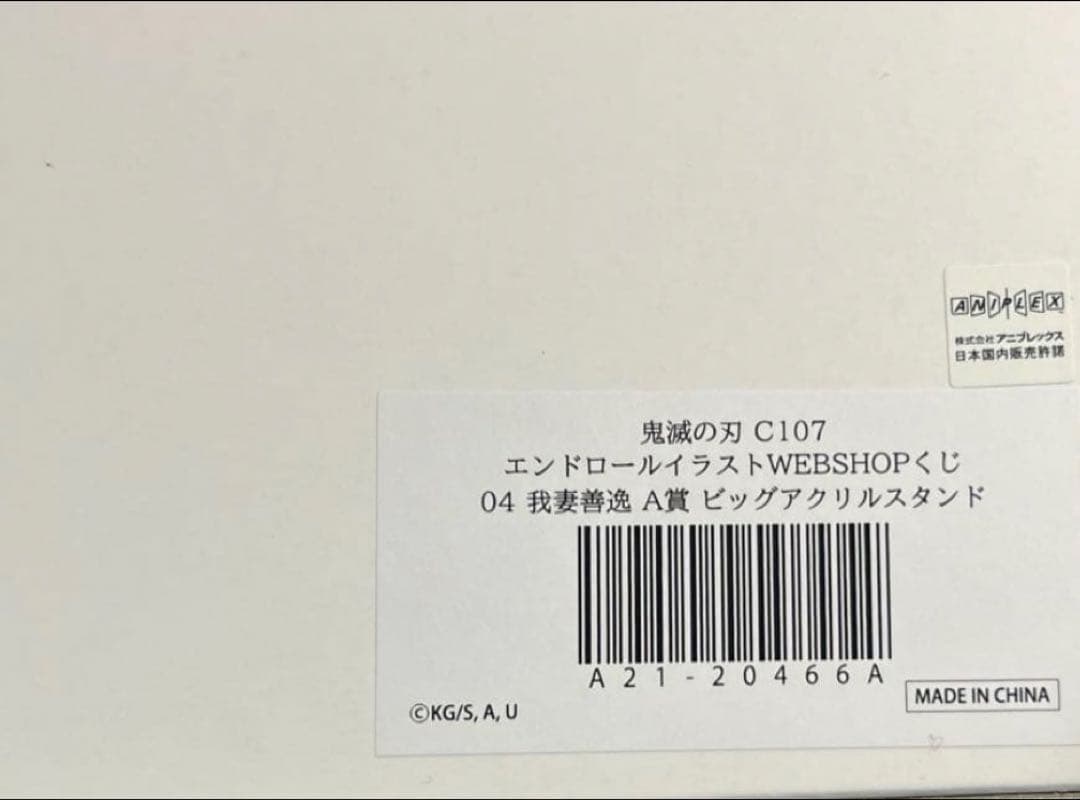 ANIPLEX
株式会社アニプレックス
日本国内販売許諾
鬼滅の刃 C107
エンドロールイラストWEBSHOPくじ
04 我妻善逸 A賞 ビッグアクリルスタンド
A21-20466A
MADE IN CHINA
©KG/S, A, U